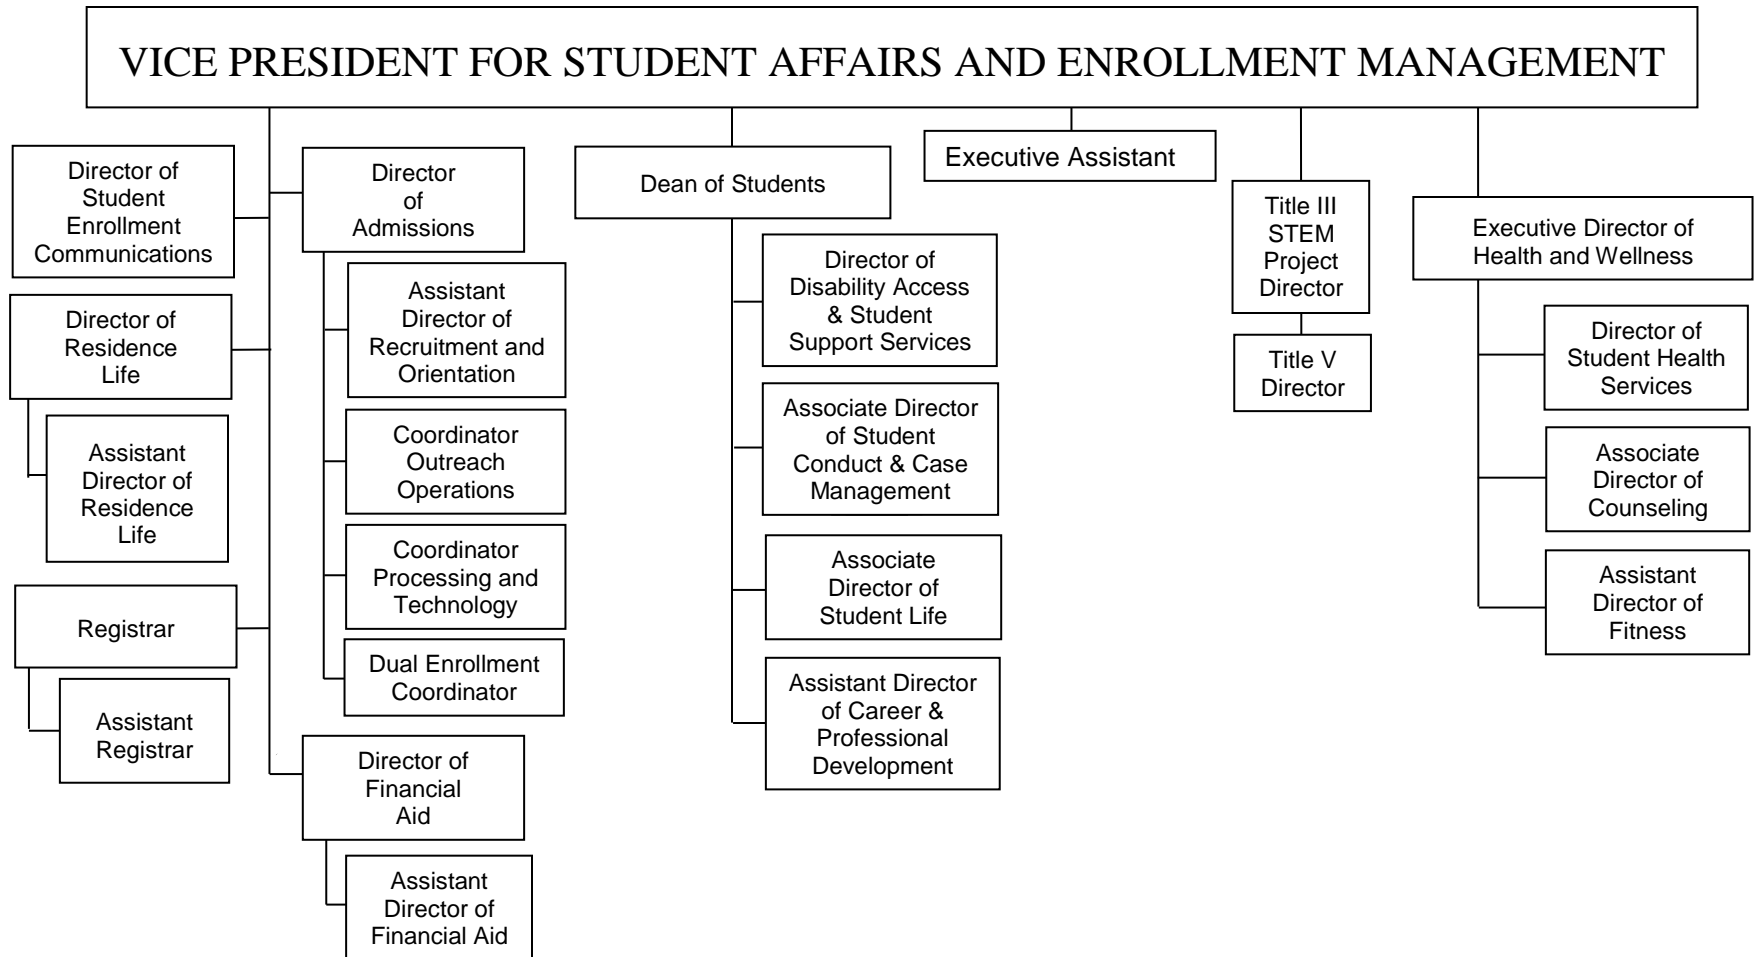 VICE PRESIDENT FOR STUDENT AFFAIRS AND ENROLLMENT MANAGEMENT
Director of
Student
Enrollment
Communications
Director of
Residence
Life
Assistant
Director of
Residence
Life
Registrar
Assistant
Registrar
Director
of
Admissions
Assistant
Director of
Recruitment and
Orientation
Coordinator
Outreach
Operations
Coordinator
Processing and
Technology
Dual Enrollment
Coordinator
Director of
Financial
Aid
Assistant
Director of
Financial Aid
Dean of Students
Director of
Disability Access
& Student
Support Services
Associate Director
of Student
Conduct & Case
Management
Associate
Director of
Student Life
Assistant Director
of Career &
Professional
Development
Executive Assistant
Title III
STEM
Project
Director
Title V
Director
Executive Director of
Health and Wellness
Director of
Student Health
Services
Associate
Director of
Counseling
Assistant
Director of
Fitness